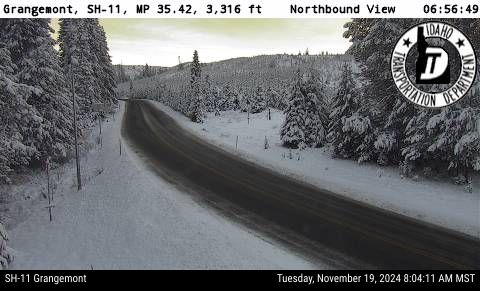 Grangemont, SH-11, MP 35.42, 3,316 ft Northbound View 06:56:49
IDAHO
TRANSPORTATION DEPARTMENT
SH-11 Grangemont Tuesday, November 19, 2024 8:04:11 AM MST